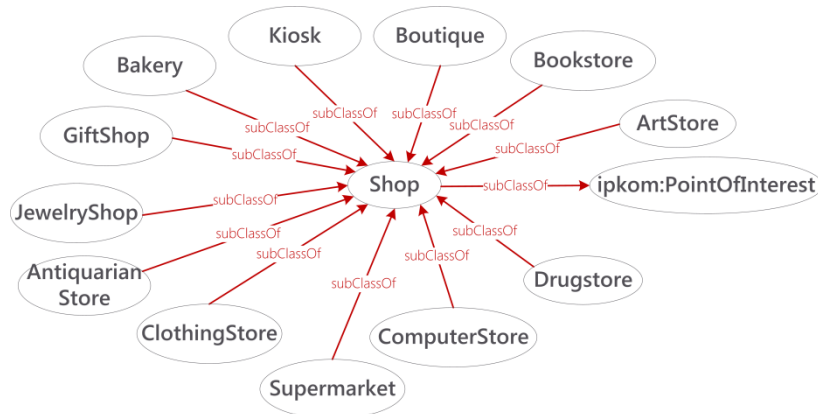 Kiosk
Boutique
Bakery
Bookstore
subClassOf
subClassOf
subClassOf
GiftShop
subClassOf
subClassOf
ArtStore
subClassOf
subClassOf
Shop
subClassOf
ipkom:PointOfInterest
JewelryShop
subClassOf
subClassOf
subClassOf
subClassOf
subClassOf
Antiquarian
Store
Drugstore
subClassOf
ClothingStore
ComputerStore
Supermarket